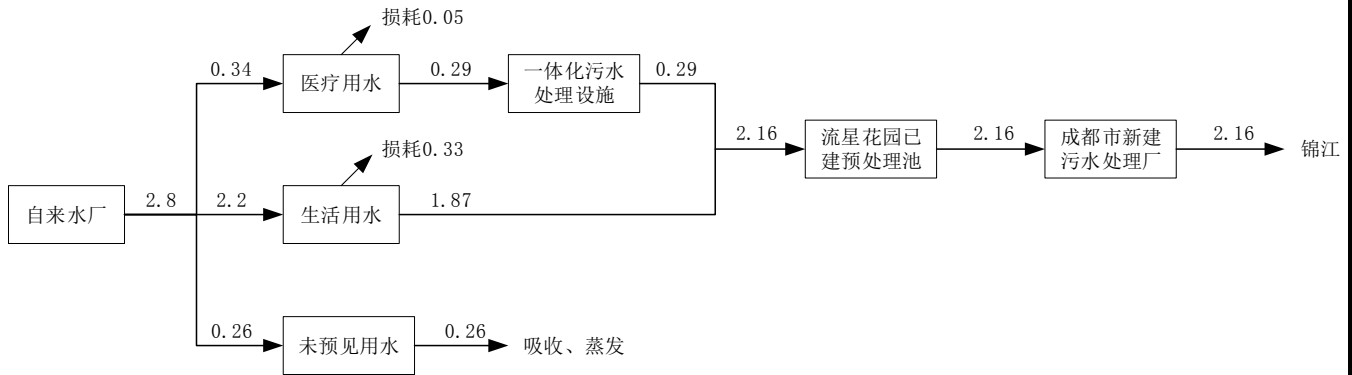 损耗0.05
0.34
医疗用水
0.29
一体化污水
处理设施
0.29
损耗0.33
自来水厂
2.8
2.2
生活用水
1.87
2.16
流星花园已
建预处理池
2.16
成都市新建
污水处理厂
2.16
锦江
0.26
未预见用水
0.26
吸收、蒸发